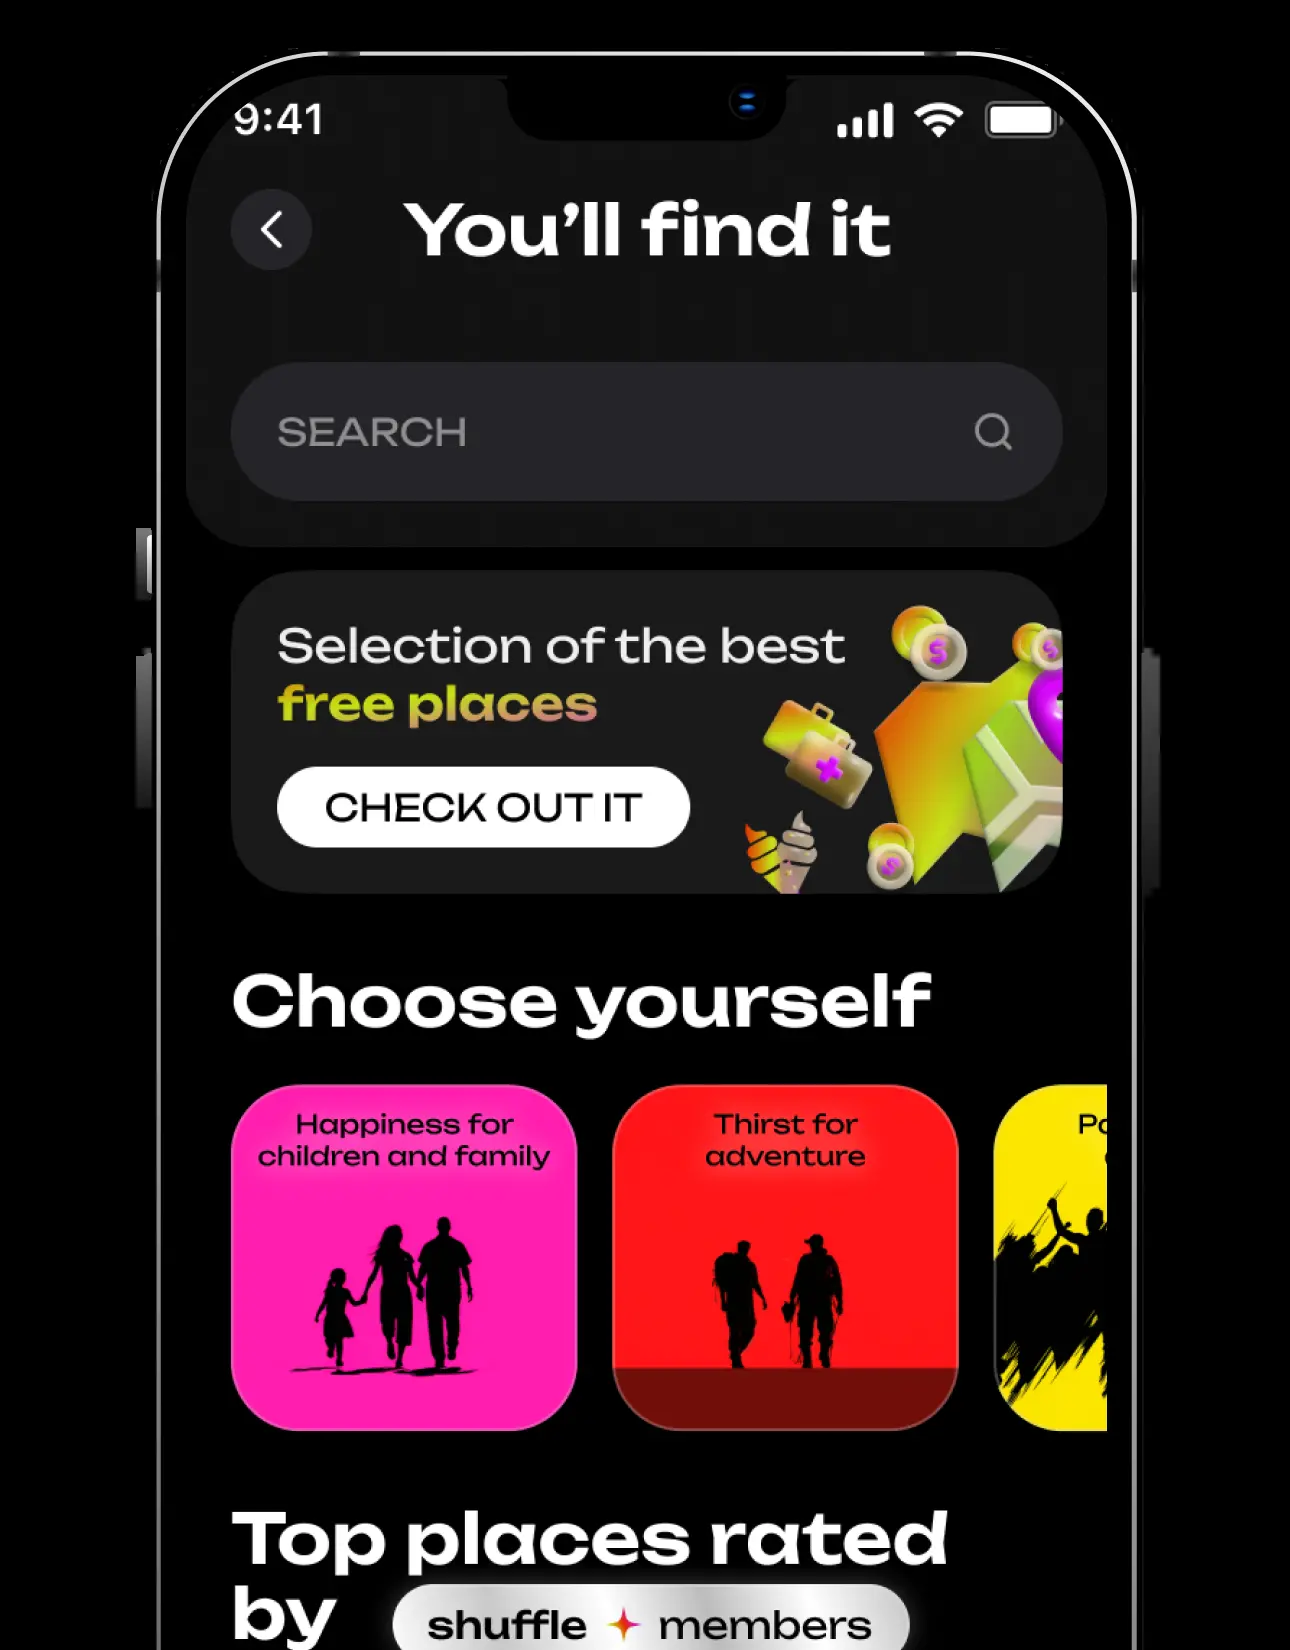 9:41
You’ll find it
SEARCH
Selection of the best
free places
CHECK OUT IT
Choose yourself
Happiness for
children and family
Thirst for
adventure
Top places rated
by shuffle members